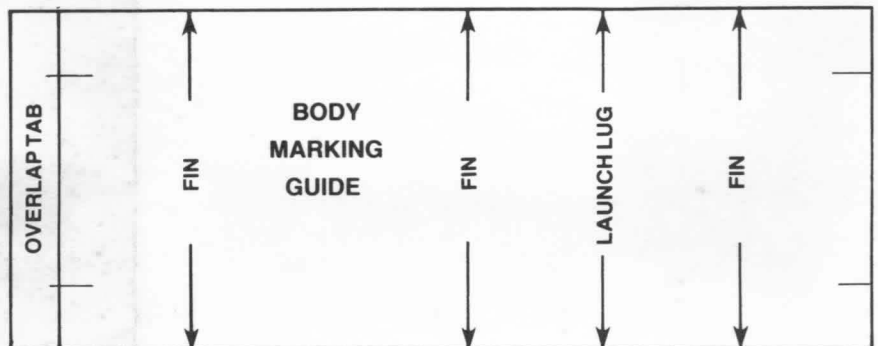 OVERLAP TAB
FIN
BODY
MARKING
GUIDE
FIN
LAUNCH LUG
FIN